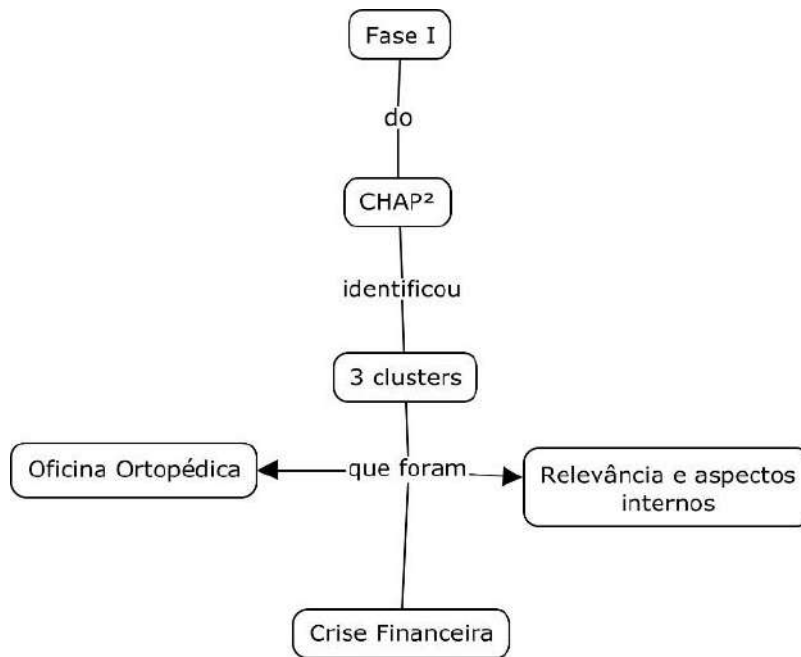 Fase I
do
CHAP²
identificou
3 clusters
Oficina Ortopédica
que foram
Relevância e aspectos
internos
Crise Financeira